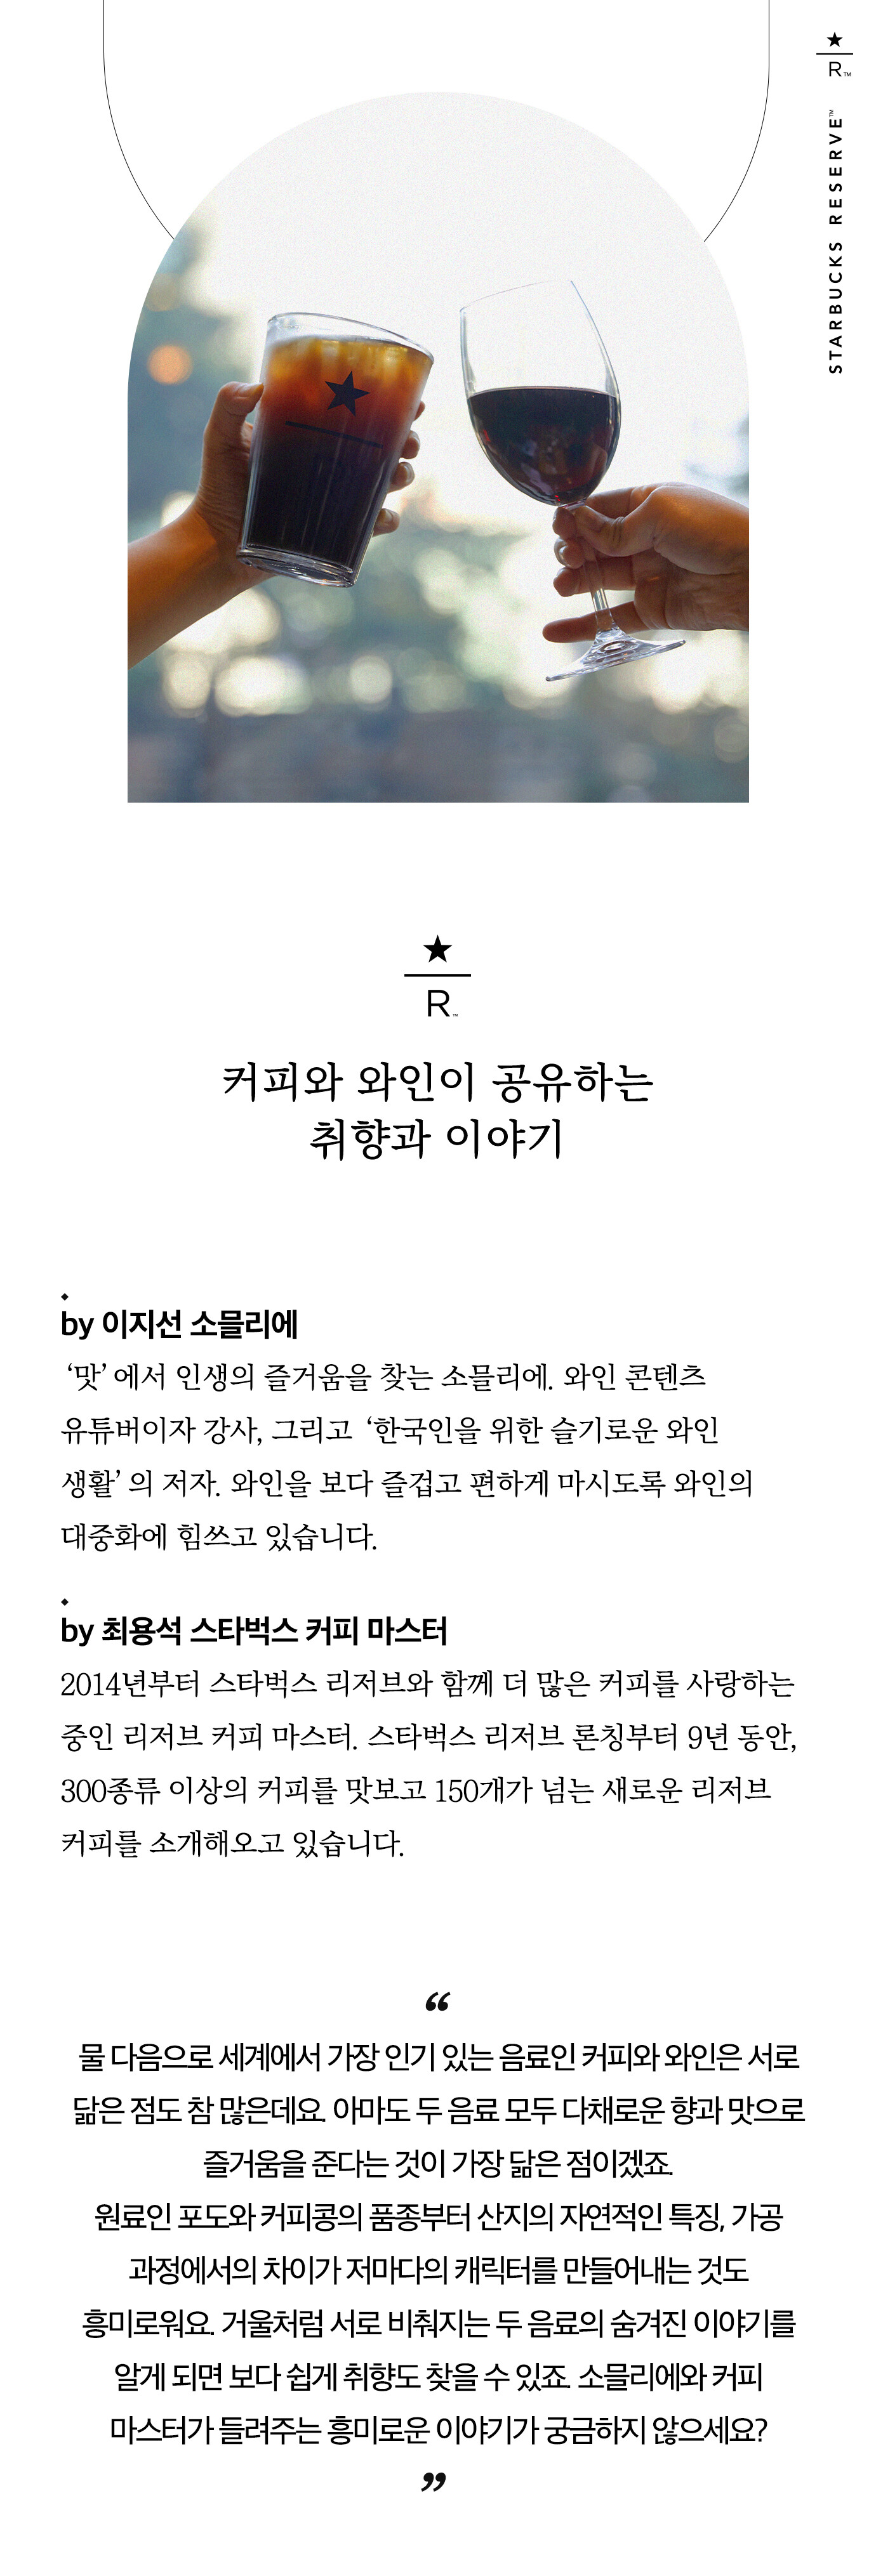 R™
STARBUCKS RESERVE™
R™
커피와 와인이 공유하는
취향과 이야기
by 이지선 소믈리에
‘맛’에서 인생의 즐거움을 찾는 소믈리에. 와인 콘텐츠
유튜버이자 강사, 그리고 ‘한국인을 위한 슬기로운 와인
생활’의 저자. 와인을 보다 즐겁고 편하게 마시도록 와인의
대중화에 힘쓰고 있습니다.
by 최용석 스타벅스 커피 마스터
2014년부터 스타벅스 리저브와 함께 더 많은 커피를 사랑하는
중인 리저브 커피 마스터. 스타벅스 리저브 론칭부터 9년 동안,
300종류 이상의 커피를 맛보고 150개가 넘는 새로운 리저브
커피를 소개해오고 있습니다.
“
물 다음으로 세계에서 가장 인기 있는 음료인 커피와 와인은 서로
닮은 점도 참 많은데요. 아마도 두 음료 모두 다채로운 향과 맛으로
즐거움을 준다는 것이 가장 닮은 점이겠죠.
원료인 포도와 커피콩의 품종부터 산지의 자연적인 특징, 가공
과정에서의 차이가 저마다의 캐릭터를 만들어내는 것도
흥미로워요. 거울처럼 서로 비춰지는 두 음료의 숨겨진 이야기를
알게 되면 보다 쉽게 취향도 찾을 수 있죠. 소믈리에와 커피
마스터가 들려주는 흥미로운 이야기가 궁금하지 않으세요?
”